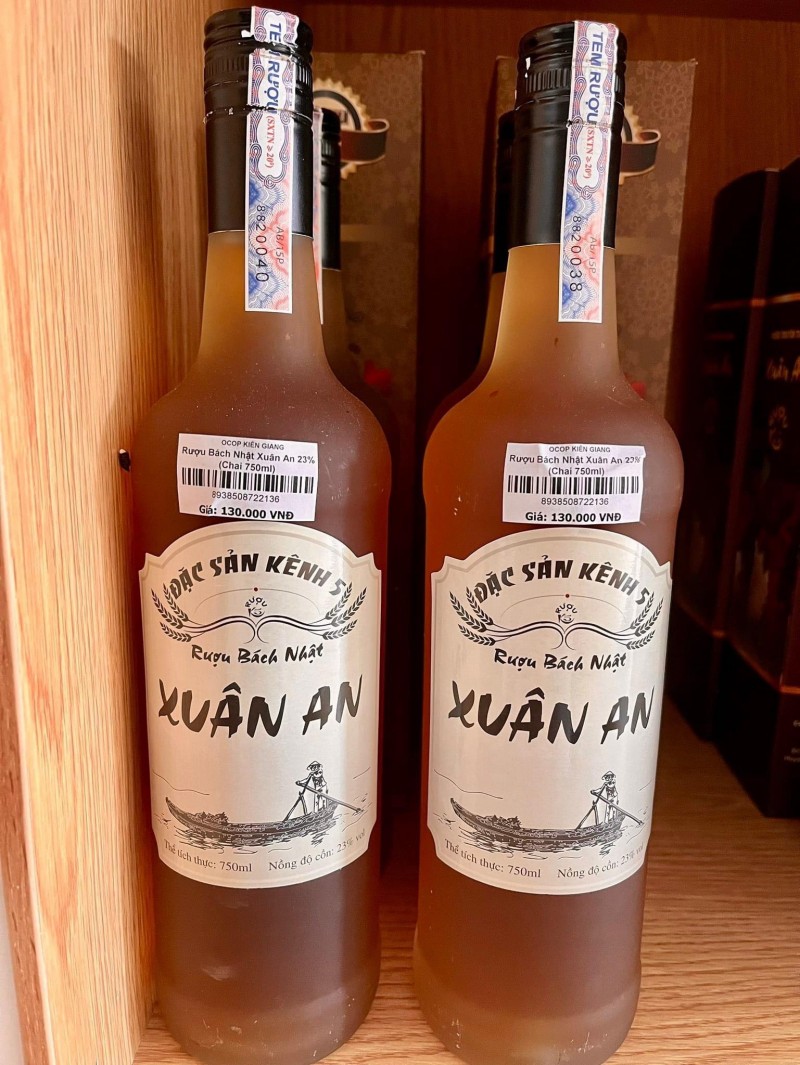 TEM RƯỢU
(SXTN ≥ 20°)
AB/15P
8820040
OCOP KIÊN GIANG
Rượu Bách Nhật Xuân An 23%
(Chai 750ml)
8938508722136
Giá: 130.000 VNĐ
ĐẶC SẢN KÊNH 5
RƯỢU
Rượu Bách Nhật
XUÂN AN
Thể tích thực: 750ml Nồng độ cồn: 23% vol
TEM RƯỢU
(SXTN ≥ 20°)
AB/15P
8820038
OCOP KIÊN GIANG
Rượu Bách Nhật Xuân An 23%
(Chai 750ml)
8938508722136
Giá: 130.000 VNĐ
ĐẶC SẢN KÊNH 5
RƯỢU
Rượu Bách Nhật
XUÂN AN
Thể tích thực: 750ml Nồng độ cồn: 23% vol